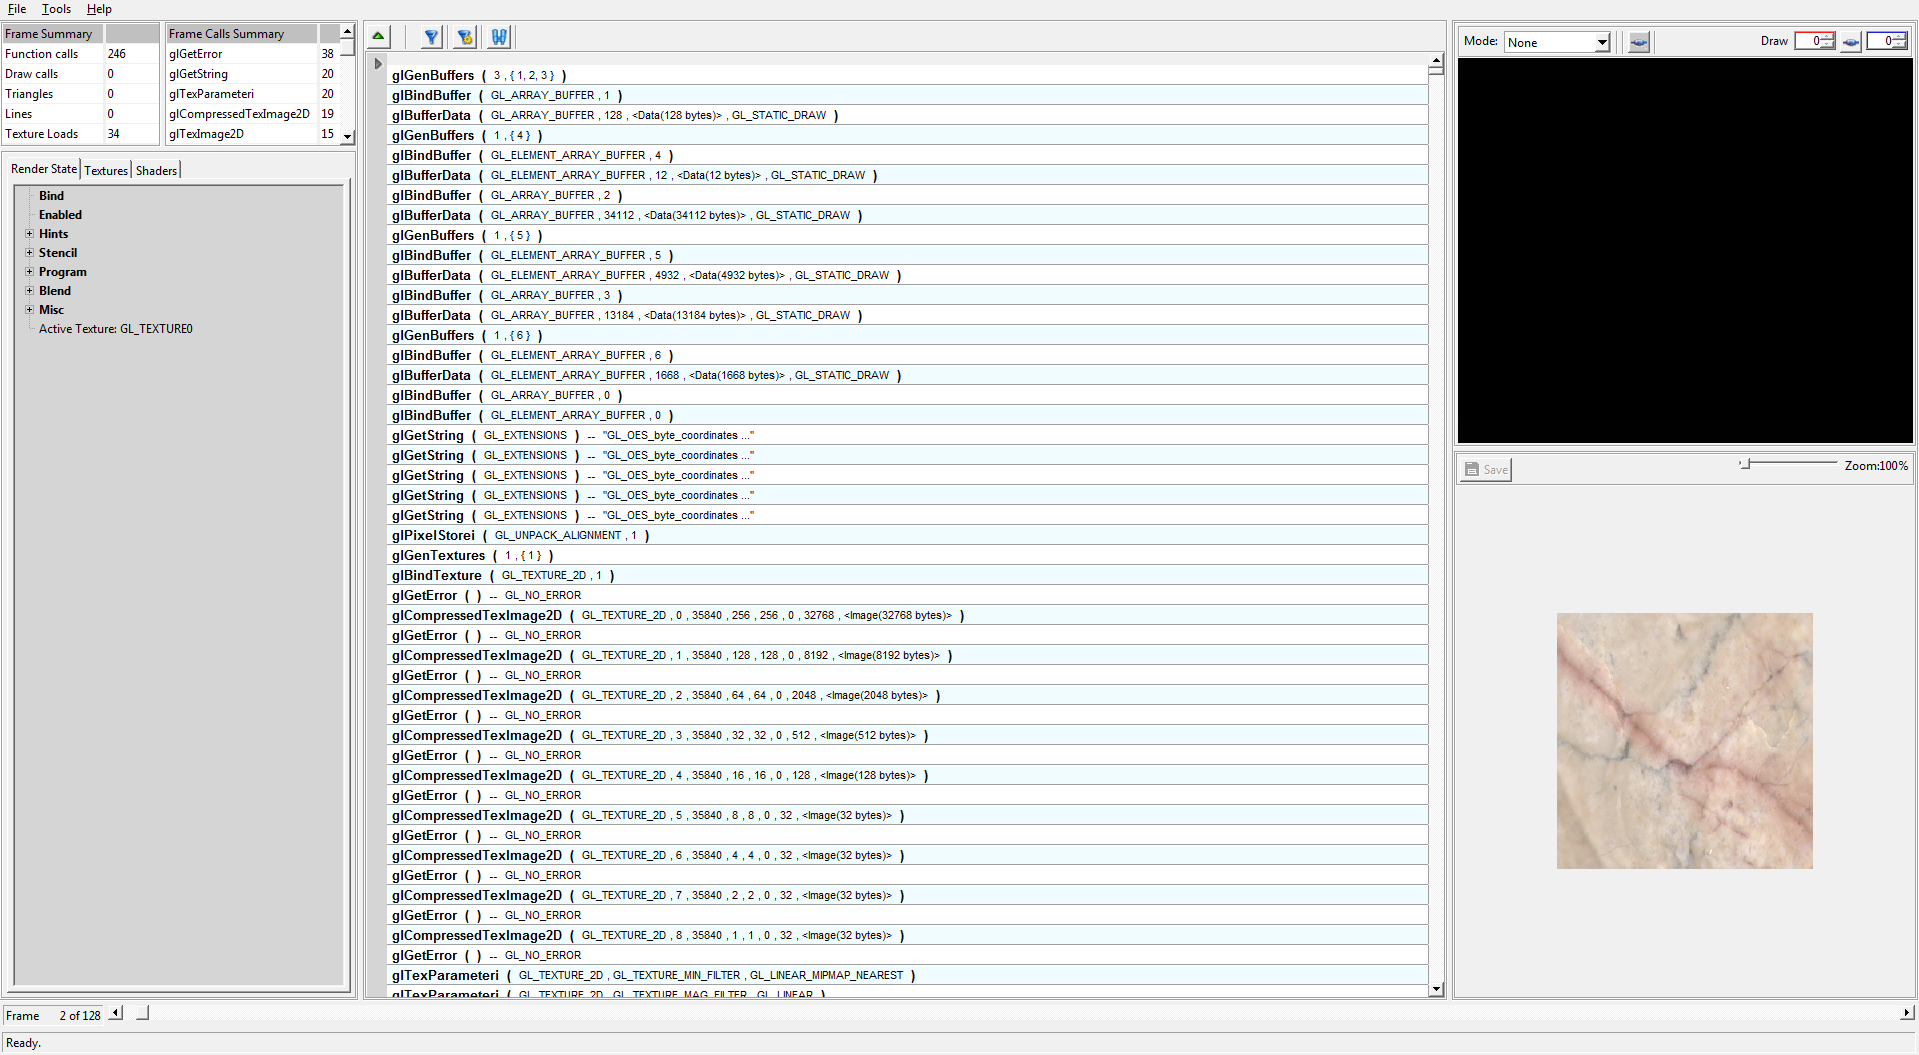 File Tools Help
Frame Summary
Function calls 246
Draw calls 0
Triangles 0
Lines 0
Texture Loads 34
Frame Calls Summary
glGetError 38
glGetString 20
glTexParameteri 20
glCompressedTexImage2D 19
glTexImage2D 15
Render State Textures Shaders
Bind
Enabled
Hints
Stencil
Program
Blend
Misc
Active Texture: GL_TEXTURE0
glGenBuffers ( 3 , { 1, 2, 3 } )
glBindBuffer ( GL_ARRAY_BUFFER , 1 )
glBufferData ( GL_ARRAY_BUFFER , 128 , <Data(128 bytes)> , GL_STATIC_DRAW )
glGenBuffers ( 1 , { 4 } )
glBindBuffer ( GL_ELEMENT_ARRAY_BUFFER , 4 )
glBufferData ( GL_ELEMENT_ARRAY_BUFFER , 12 , <Data(12 bytes)> , GL_STATIC_DRAW )
glBindBuffer ( GL_ARRAY_BUFFER , 2 )
glBufferData ( GL_ARRAY_BUFFER , 34112 , <Data(34112 bytes)> , GL_STATIC_DRAW )
glGenBuffers ( 1 , { 5 } )
glBindBuffer ( GL_ELEMENT_ARRAY_BUFFER , 5 )
glBufferData ( GL_ELEMENT_ARRAY_BUFFER , 4932 , <Data(4932 bytes)> , GL_STATIC_DRAW )
glBindBuffer ( GL_ARRAY_BUFFER , 3 )
glBufferData ( GL_ARRAY_BUFFER , 13184 , <Data(13184 bytes)> , GL_STATIC_DRAW )
glGenBuffers ( 1 , { 6 } )
glBindBuffer ( GL_ELEMENT_ARRAY_BUFFER , 6 )
glBufferData ( GL_ELEMENT_ARRAY_BUFFER , 1668 , <Data(1668 bytes)> , GL_STATIC_DRAW )
glBindBuffer ( GL_ARRAY_BUFFER , 0 )
glBindBuffer ( GL_ELEMENT_ARRAY_BUFFER , 0 )
glGetString ( GL_EXTENSIONS ) -- "GL_OES_byte_coordinates ..."
glGetString ( GL_EXTENSIONS ) -- "GL_OES_byte_coordinates ..."
glGetString ( GL_EXTENSIONS ) -- "GL_OES_byte_coordinates ..."
glGetString ( GL_EXTENSIONS ) -- "GL_OES_byte_coordinates ..."
glGetString ( GL_EXTENSIONS ) -- "GL_OES_byte_coordinates ..."
glPixelStorei ( GL_UNPACK_ALIGNMENT , 1 )
glGenTextures ( 1 , { 1 } )
glBindTexture ( GL_TEXTURE_2D , 1 )
glGetError ( ) -- GL_NO_ERROR
glCompressedTexImage2D ( GL_TEXTURE_2D , 0 , 35840 , 256 , 256 , 0 , 32768 , <Image(32768 bytes)> )
glGetError ( ) -- GL_NO_ERROR
glCompressedTexImage2D ( GL_TEXTURE_2D , 1 , 35840 , 128 , 128 , 0 , 8192 , <Image(8192 bytes)> )
glGetError ( ) -- GL_NO_ERROR
glCompressedTexImage2D ( GL_TEXTURE_2D , 2 , 35840 , 64 , 64 , 0 , 2048 , <Image(2048 bytes)> )
glGetError ( ) -- GL_NO_ERROR
glCompressedTexImage2D ( GL_TEXTURE_2D , 3 , 35840 , 32 , 32 , 0 , 512 , <Image(512 bytes)> )
glGetError ( ) -- GL_NO_ERROR
glCompressedTexImage2D ( GL_TEXTURE_2D , 4 , 35840 , 16 , 16 , 0 , 128 , <Image(128 bytes)> )
glGetError ( ) -- GL_NO_ERROR
glCompressedTexImage2D ( GL_TEXTURE_2D , 5 , 35840 , 8 , 8 , 0 , 32 , <Image(32 bytes)> )
glGetError ( ) -- GL_NO_ERROR
glCompressedTexImage2D ( GL_TEXTURE_2D , 6 , 35840 , 4 , 4 , 0 , 32 , <Image(32 bytes)> )
glGetError ( ) -- GL_NO_ERROR
glCompressedTexImage2D ( GL_TEXTURE_2D , 7 , 35840 , 2 , 2 , 0 , 32 , <Image(32 bytes)> )
glGetError ( ) -- GL_NO_ERROR
glCompressedTexImage2D ( GL_TEXTURE_2D , 8 , 35840 , 1 , 1 , 0 , 32 , <Image(32 bytes)> )
glGetError ( ) -- GL_NO_ERROR
glTexParameteri ( GL_TEXTURE_2D , GL_TEXTURE_MIN_FILTER , GL_LINEAR_MIPMAP_NEAREST )
glTexParameteri ( GL_TEXTURE_2D , GL_TEXTURE_MAG_FILTER , GL_LINEAR )
Mode: None Draw 0 0
Save Zoom:100%
Frame 2 of 128
Ready.